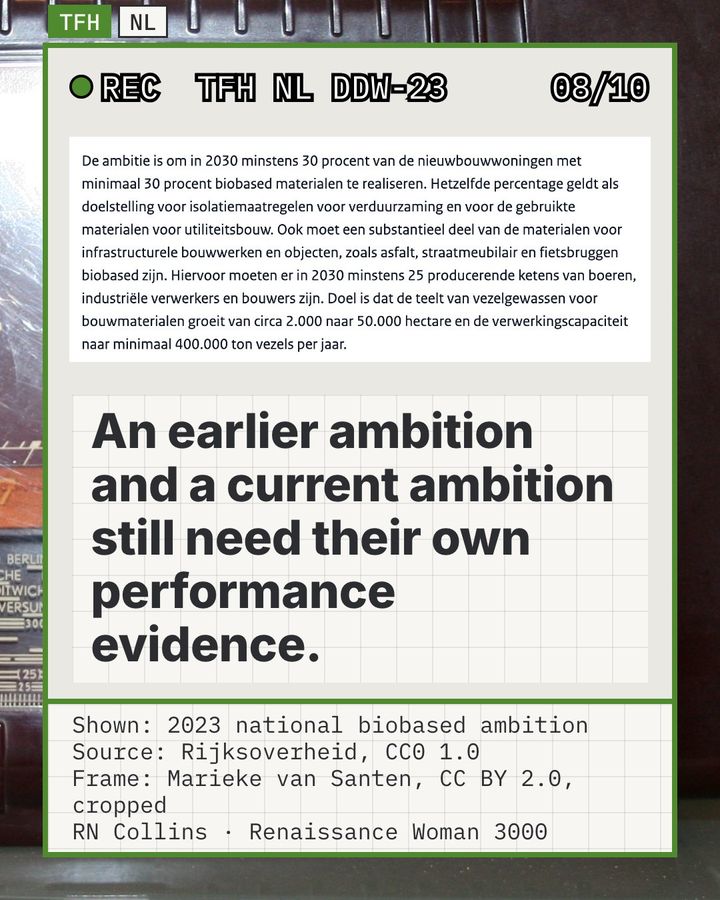 TFH NL
REC TFH NL DDW-23 08/10
De ambitie is om in 2030 minstens 30 procent van de nieuwbouwwoningen met
minimaal 30 procent biobased materialen te realiseren. Hetzelfde percentage geldt als
doelstelling voor isolatiemaatregelen voor verduurzaming en voor de gebruikte
materialen voor utiliteitsbouw. Ook moet een substantieel deel van de materialen voor
infrastructurele bouwwerken en objecten, zoals asfalt, straatmeubilair en fietsbruggen
biobased zijn. Hiervoor moeten er in 2030 minstens 25 producerende ketens van boeren,
industriële verwerkers en bouwers zijn. Doel is dat de teelt van vezelgewassen voor
bouwmaterialen groeit van circa 2.000 naar 50.000 hectare en de verwerkingscapaciteit
naar minimaal 400.000 ton vezels per jaar.
An earlier ambition
and a current ambition
still need their own
performance
evidence.
BERLIN
300
25
Shown: 2023 national biobased ambition
Source: Rijksoverheid, CC0 1.0
Frame: Marieke van Santen, CC BY 2.0,
cropped
RN Collins · Renaissance Woman 3000